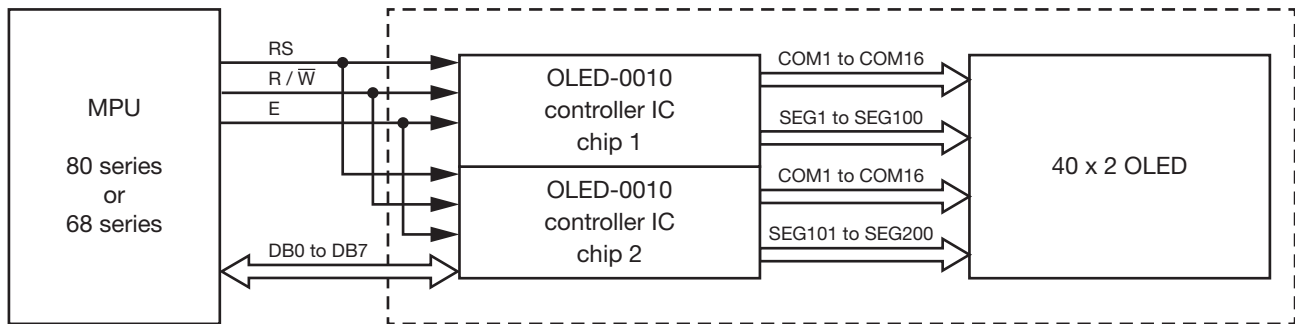 MPU
80 series
or
68 series
RS
R / W̅
E
DB0 to DB7
OLED-0010
controller IC
chip 1
OLED-0010
controller IC
chip 2
COM1 to COM16
SEG1 to SEG100
COM1 to COM16
SEG101 to SEG200
40 x 2 OLED